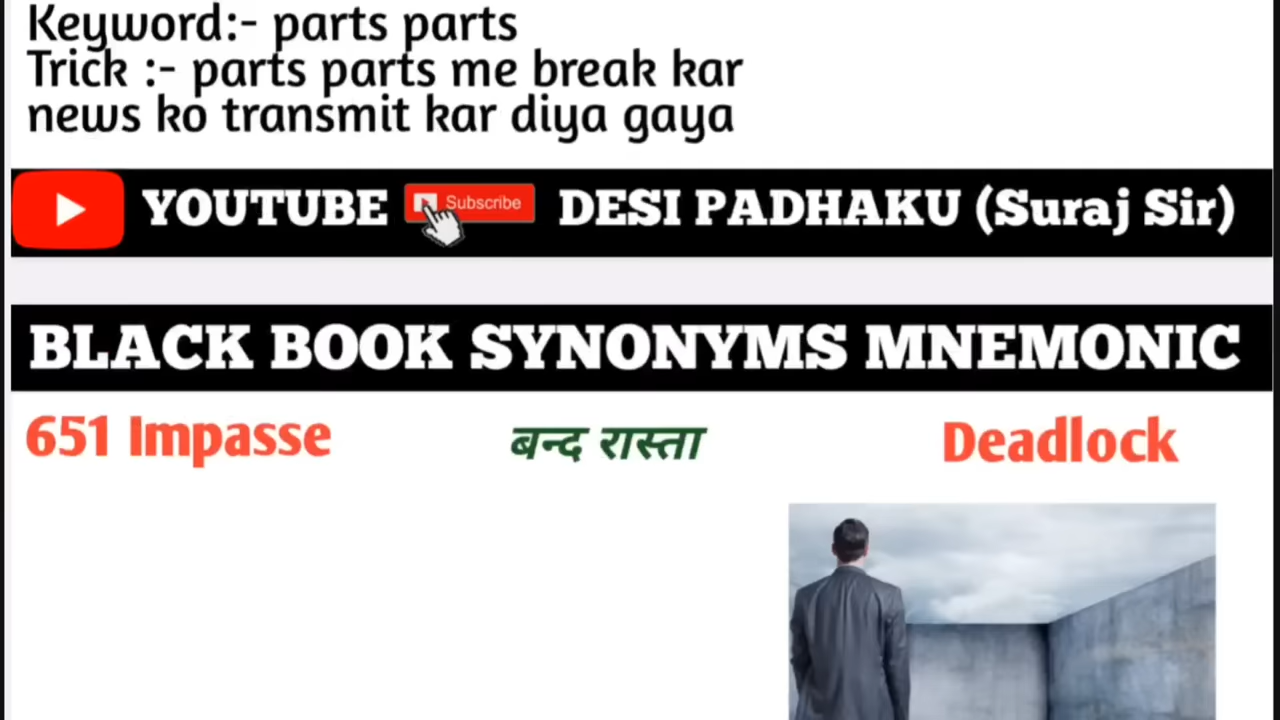 Keyword:- parts parts
Trick :- parts parts me break kar
news ko transmit kar diya gaya
YOUTUBE Subscribe DESI PADHAKU (Suraj Sir)
BLACK BOOK SYNONYMS MNEMONIC
651 Impasse बन्द रास्ता Deadlock